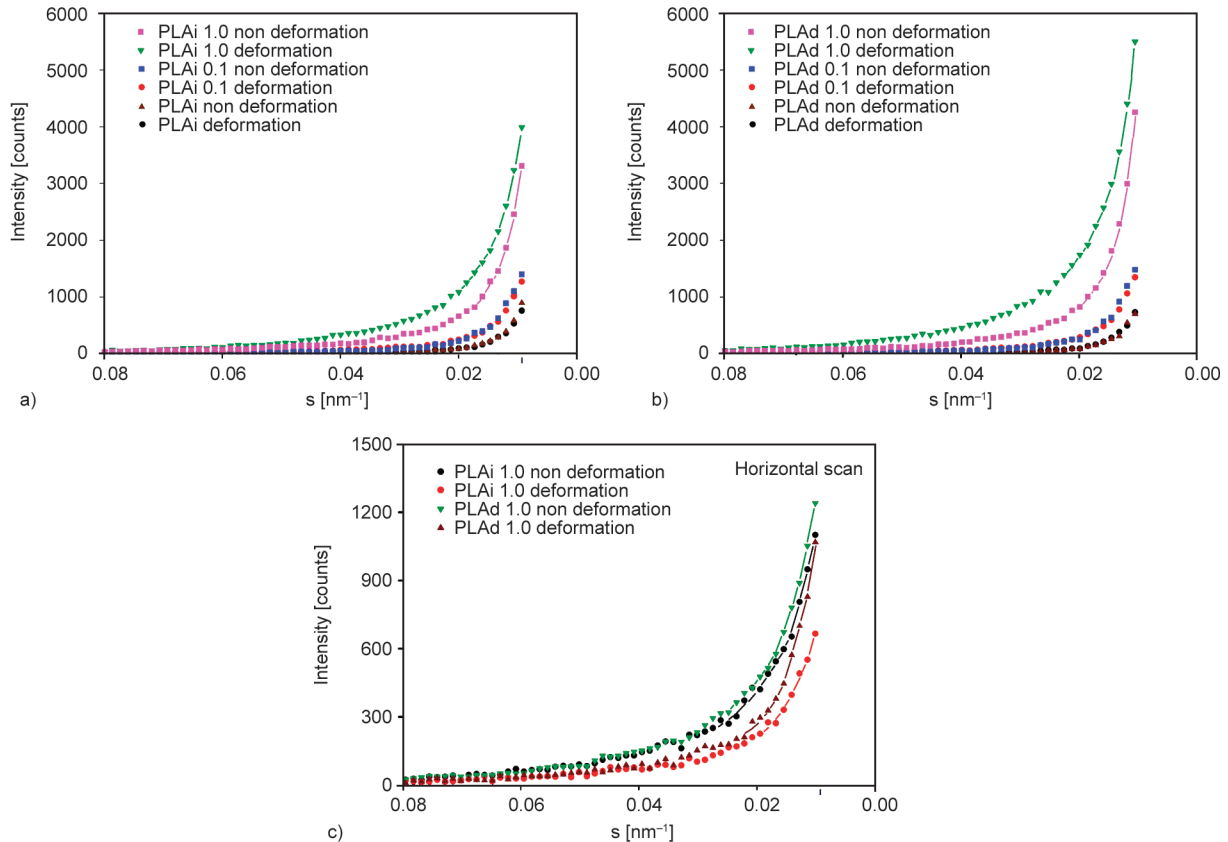 6000
5000
4000
3000
2000
1000
0
Intensity [counts]
PLAi 1.0 non deformation
PLAi 1.0 deformation
PLAi 0.1 non deformation
PLAi 0.1 deformation
PLAi non deformation
PLAi deformation
0.08 0.06 0.04 0.02 0.00
s [nm⁻¹]
a)
6000
5000
4000
3000
2000
1000
0
Intensity [counts]
PLAd 1.0 non deformation
PLAd 1.0 deformation
PLAd 0.1 non deformation
PLAd 0.1 deformation
PLAd non deformation
PLAd deformation
0.08 0.06 0.04 0.02 0.00
s [nm⁻¹]
b)
1500
1200
900
600
300
0
Intensity [counts]
Horizontal scan
PLAi 1.0 non deformation
PLAi 1.0 deformation
PLAd 1.0 non deformation
PLAd 1.0 deformation
0.08 0.06 0.04 0.02 0.00
s [nm⁻¹]
c)